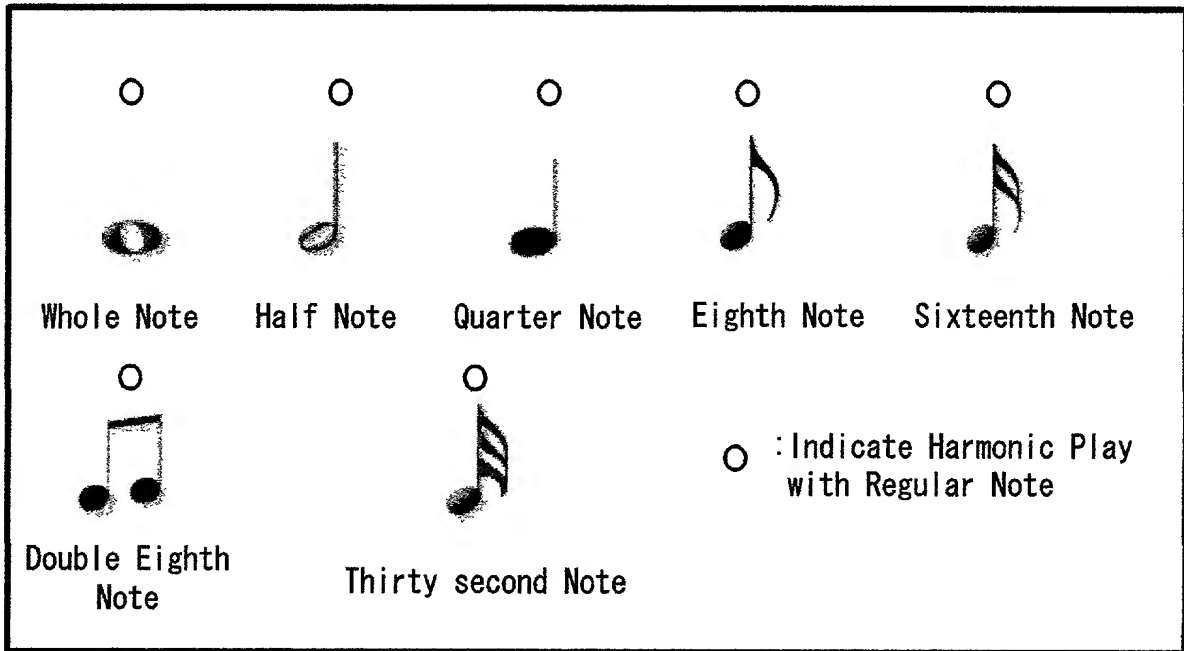 Whole Note
Half Note
Quarter Note
Eighth Note
Sixteenth Note
Double Eighth
Note
Thirty second Note
:Indicate Harmonic Play
with Regular Note